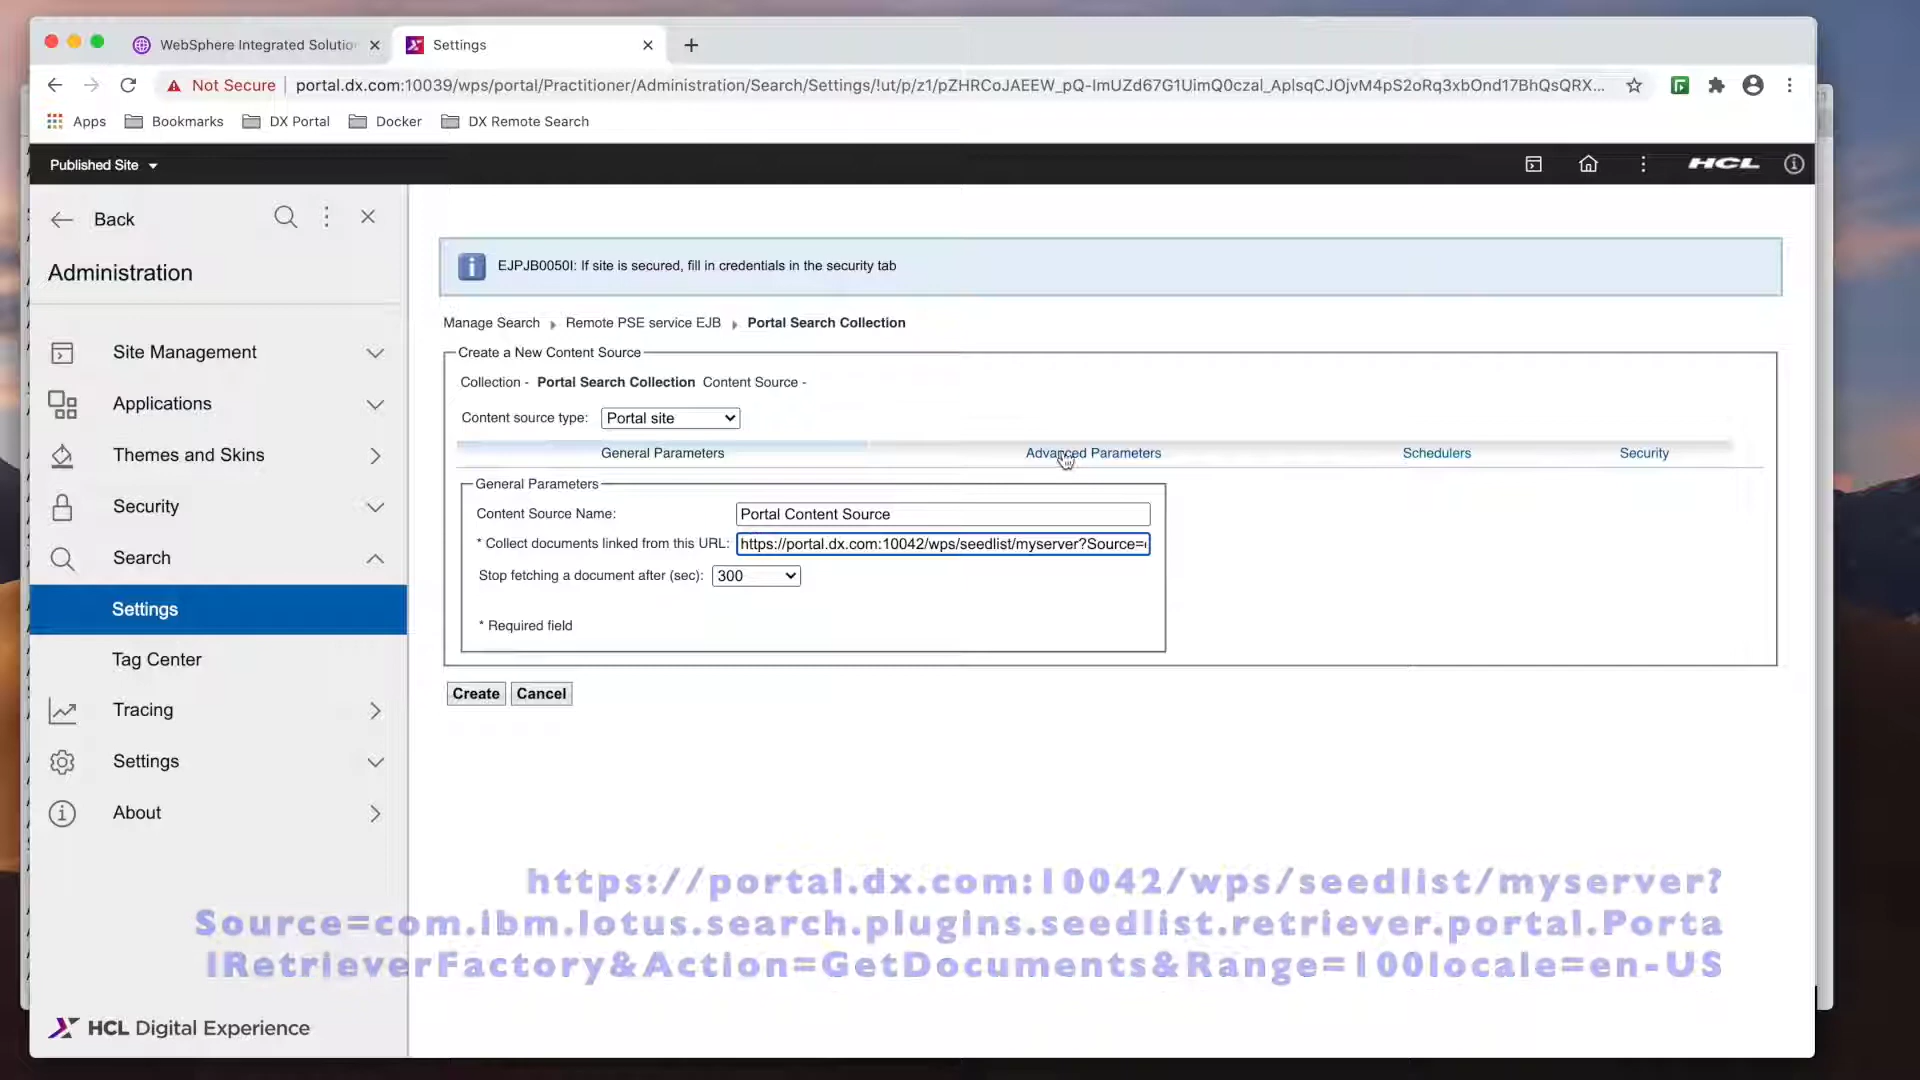 WebSphere Integrated Solutio
Settings
Not Secure
portal.dx.com:10039/wps/portal/Practitioner/Administration/Search/Settings/!ut/p/z1/pZHRCoJAEEW_pQ-ImUZd67G1UimQ0czal_AplsqCJOjvM4pS2oRq3xbOnd17BhQsQRX...
Apps
Bookmarks
DX Portal
Docker
DX Remote Search
Published Site
HCL
Back
Administration
Site Management
Applications
Themes and Skins
Security
Search
Settings
Tag Center
Tracing
Settings
About
HCL Digital Experience
EJPJB0050I: If site is secured, fill in credentials in the security tab
Manage Search
Remote PSE service EJB
Portal Search Collection
Create a New Content Source
Collection - Portal Search Collection Content Source -
Content source type: Portal site
General Parameters
Advanced Parameters
Schedulers
Security
General Parameters
Content Source Name: Portal Content Source
* Collect documents linked from this URL: https://portal.dx.com:10042/wps/seedlist/myserver?Source=
Stop fetching a document after (sec): 300
* Required field
Create
Cancel
https://portal.dx.com:10042/wps/seedlist/myserver?
Source=com.ibm.lotus.search.plugins.seedlist.retriever.portal.Porta
lRetrieverFactory&Action=GetDocuments&Range=100locale=en-US